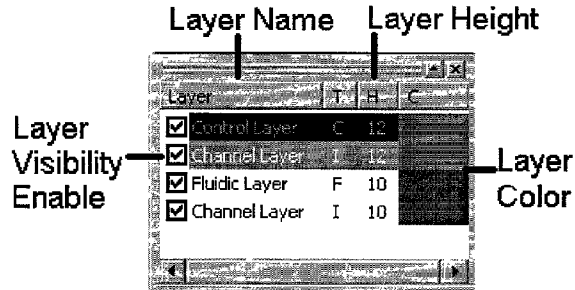 Layer Name Layer Height
Layer T H C
Layer Visibility Enable
Control Layer C 12
Channel Layer I 12
Fluidic Layer F 10
Channel Layer I 10
Layer Color